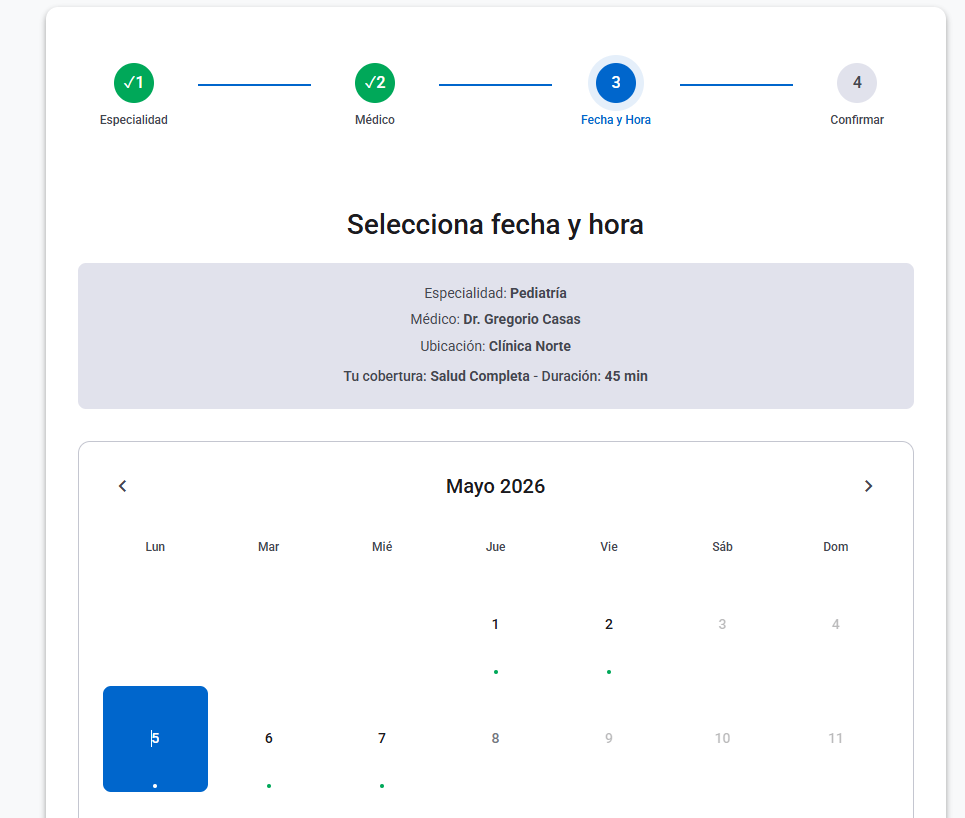 ✓1 ✓2 3 4
Especialidad Médico Fecha y Hora Confirmar
Selecciona fecha y hora
Especialidad: Pediatría
Médico: Dr. Gregorio Casas
Ubicación: Clínica Norte
Tu cobertura: Salud Completa - Duración: 45 min
Mayo 2026
Lun Mar Mié Jue Vie Sáb Dom
1 2 3 4
5 6 7 8 9 10 11